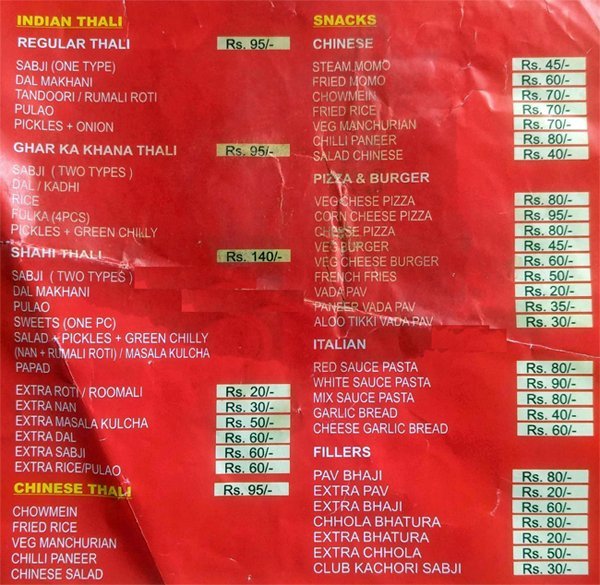 INDIAN THALI
REGULAR THALI Rs. 95/-
SABJI (ONE TYPE)
DAL MAKHANI
TANDOORI / RUMALI ROTI
PULAO
PICKLES + ONION
GHAR KA KHANA THALI Rs. 95/-
SABJI ( TWO TYPES )
DAL / KADHI
RICE
FULKA (4PCS)
PICKLES + GREEN CHILLY
SHAHI THALI Rs. 140/-
SABJI ( TWO TYPES )
DAL MAKHANI
PULAO
SWEETS (ONE PC)
SALAD + PICKLES + GREEN CHILLY
(NAN + RUMALI ROTI) / MASALA KULCHA
PAPAD
EXTRA ROTI / ROOMALI Rs. 20/-
EXTRA NAN Rs. 30/-
EXTRA MASALA KULCHA Rs. 50/-
EXTRA DAL Rs. 60/-
EXTRA SABJI Rs. 60/-
EXTRA RICE/PULAO Rs. 60/-
CHINESE THALI Rs. 95/-
CHOWMEIN
FRIED RICE
VEG MANCHURIAN
CHILLI PANEER
CHINESE SALAD
SNACKS
CHINESE
STEAM MOMO Rs. 45/-
FRIED MOMO Rs. 60/-
CHOWMEIN Rs. 70/-
FRIED RICE Rs. 70/-
VEG MANCHURIAN Rs. 70/-
CHILLI PANEER Rs. 80/-
SALAD CHINESE Rs. 40/-
PIZZA & BURGER
VEG CHESE PIZZA Rs. 80/-
CORN CHEESE PIZZA Rs. 95/-
CHEESE PIZZA Rs. 80/-
VEG BURGER Rs. 45/-
VEG CHEESE BURGER Rs. 60/-
FRENCH FRIES Rs. 50/-
VADA PAV Rs. 20/-
PANEER VADA PAV Rs. 35/-
ALOO TIKKI VADA PAV Rs. 30/-
ITALIAN
RED SAUCE PASTA Rs. 80/-
WHITE SAUCE PASTA Rs. 90/-
MIX SAUCE PASTA Rs. 80/-
GARLIC BREAD Rs. 40/-
CHEESE GARLIC BREAD Rs. 60/-
FILLERS
PAV BHAJI Rs. 80/-
EXTRA PAV Rs. 20/-
EXTRA BHAJI Rs. 60/-
CHHOLA BHATURA Rs. 80/-
EXTRA BHATURA Rs. 20/-
EXTRA CHHOLA Rs. 50/-
CLUB KACHORI SABJI Rs. 30/-